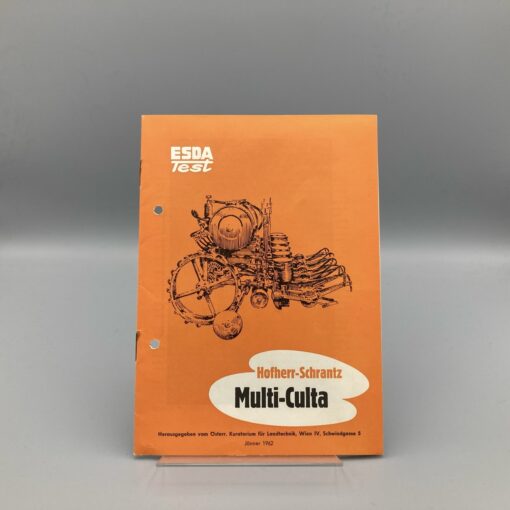 ESDA
Test
Hofherr-Schrantz
Multi-Culta
Herausgegeben vom Österr. Kuratorium für Landtechnik, Wien IV, Schwindgasse 5
Jänner 1962